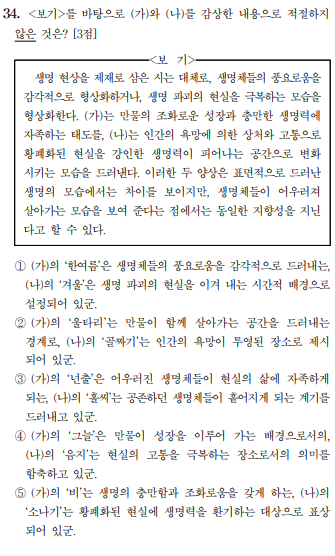 34. <보기>를 바탕으로 (가)와 (나)를 감상한 내용으로 적절하지
않은 것은? [3점]
<보 기>
생명 현상을 제재로 삼은 시는 대체로, 생명체들의 풍요로움을
감각적으로 형상화하거나, 생명 파괴의 현실을 극복하는 모습을
형상화한다. (가)는 만물의 조화로운 성장과 충만한 생명력에
자족하는 태도를, (나)는 인간의 욕망에 의한 상처와 고통으로
황폐화된 현실을 강인한 생명력이 피어나는 공간으로 변화
시키는 모습을 드러낸다. 이러한 두 양상은 표면적으로 드러난
생명의 모습에서는 차이를 보이지만, 생명체들이 어우러져
살아가는 모습을 보여 준다는 점에서는 동일한 지향성을 지닌
다고 할 수 있다.
① (가)의 ‘한여름’은 생명체들의 풍요로움을 감각적으로 드러내는,
(나)의 ‘겨울’은 생명 파괴의 현실을 이겨 내는 시간적 배경으로
설정되어 있군.
② (가)의 ‘울타리’는 만물이 함께 살아가는 공간을 드러내는
경계로, (나)의 ‘골짜기’는 인간의 욕망이 투영된 장소로 제시
되어 있군.
③ (가)의 ‘넌출’은 어우러진 생명체들이 현실의 삶에 자족하게
되는, (나)의 ‘홀씨’는 공존하던 생명체들이 흩어지게 되는 계기를
드러내고 있군.
④ (가)의 ‘그늘’은 만물이 성장을 이루어 가는 배경으로서의,
(나)의 ‘음지’는 현실의 고통을 극복하는 장소로서의 의미를
함축하고 있군.
⑤ (가)의 ‘비’는 생명의 충만함과 조화로움을 갖게 하는, (나)의
‘소나기’는 황폐화된 현실에 생명력을 환기하는 대상으로 표상
되어 있군.